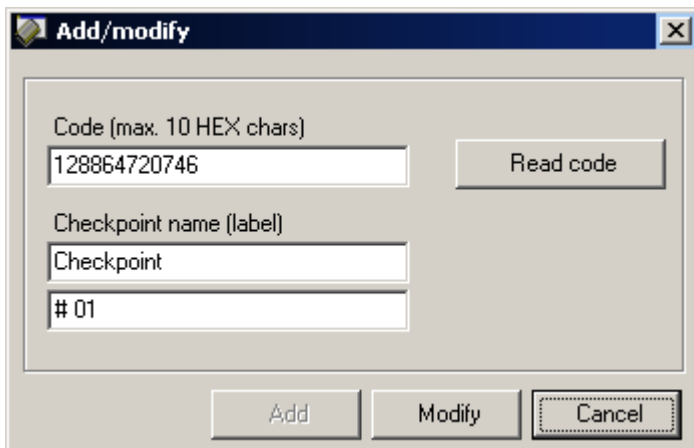 Add/modify
Code (max. 10 HEX chars)
128864720746
Read code
Checkpoint name (label)
Checkpoint
# 01
Add
Modify
Cancel